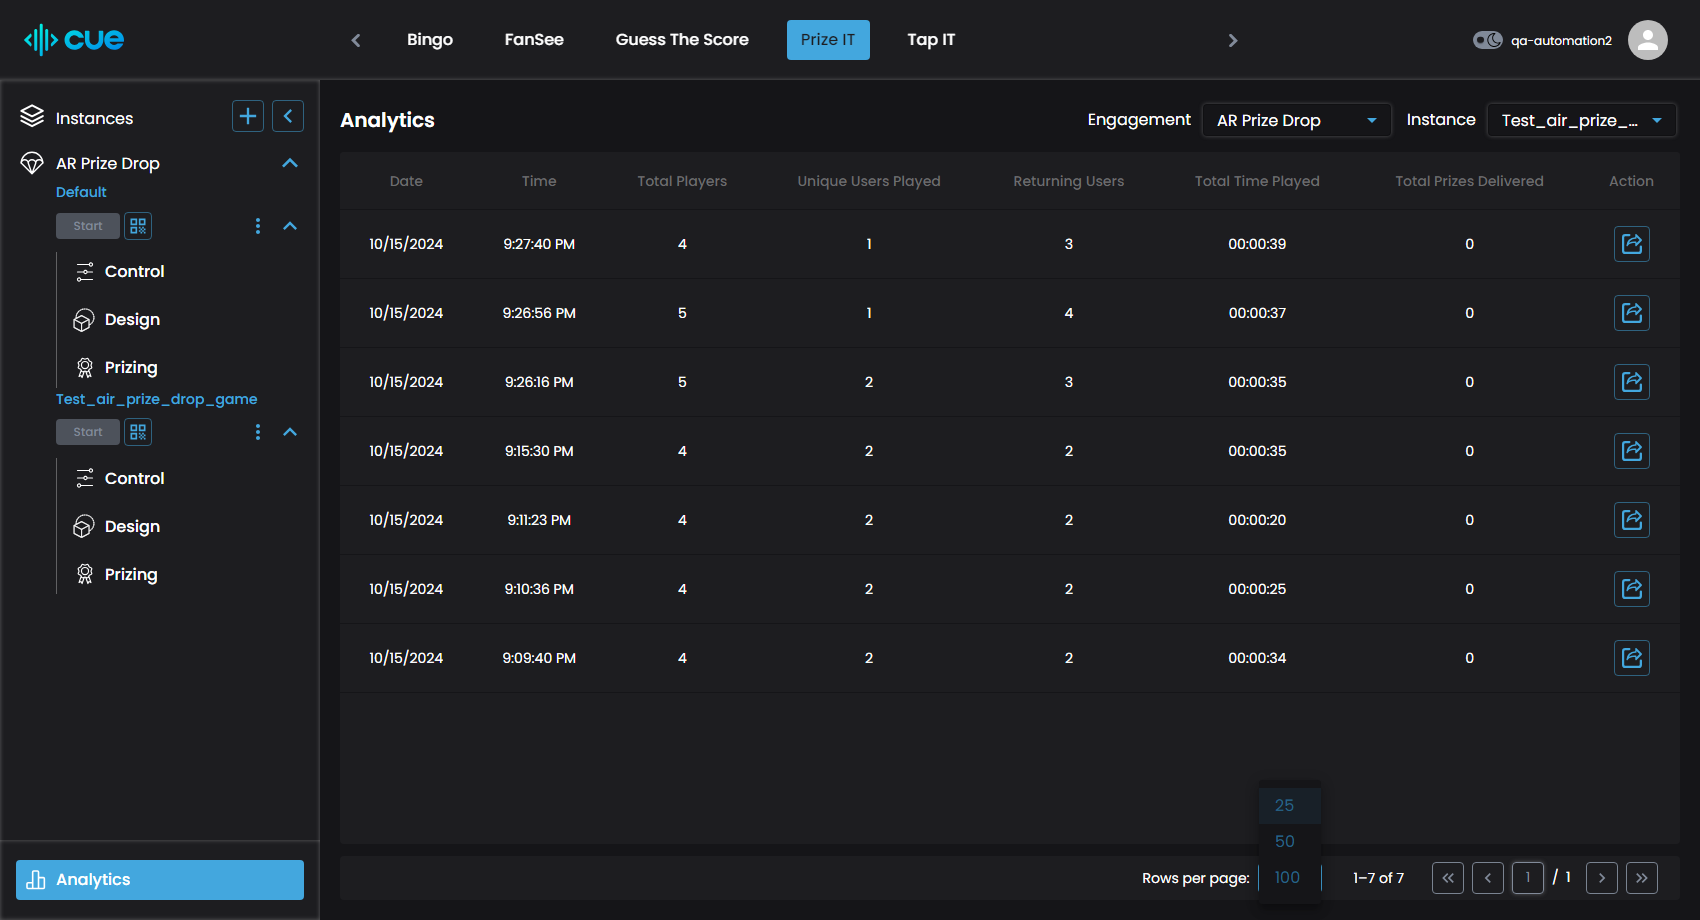 cue
Bingo FanSee Guess The Score Prize IT Tap IT
qa-automation2
Instances
AR Prize Drop
Default
Start
Control
Design
Prizing
Test_air_prize_drop_game
Start
Control
Design
Prizing
Analytics
Analytics
Engagement AR Prize Drop Instance Test_air_prize_...
Date Time Total Players Unique Users Played Returning Users Total Time Played Total Prizes Delivered Action
10/15/2024 9:27:40 PM 4 1 3 00:00:39 0
10/15/2024 9:26:56 PM 5 1 4 00:00:37 0
10/15/2024 9:26:16 PM 5 2 3 00:00:35 0
10/15/2024 9:15:30 PM 4 2 2 00:00:35 0
10/15/2024 9:11:23 PM 4 2 2 00:00:20 0
10/15/2024 9:10:36 PM 4 2 2 00:00:25 0
10/15/2024 9:09:40 PM 4 2 2 00:00:34 0
25
50
Rows per page: 100 1–7 of 7 1 / 1